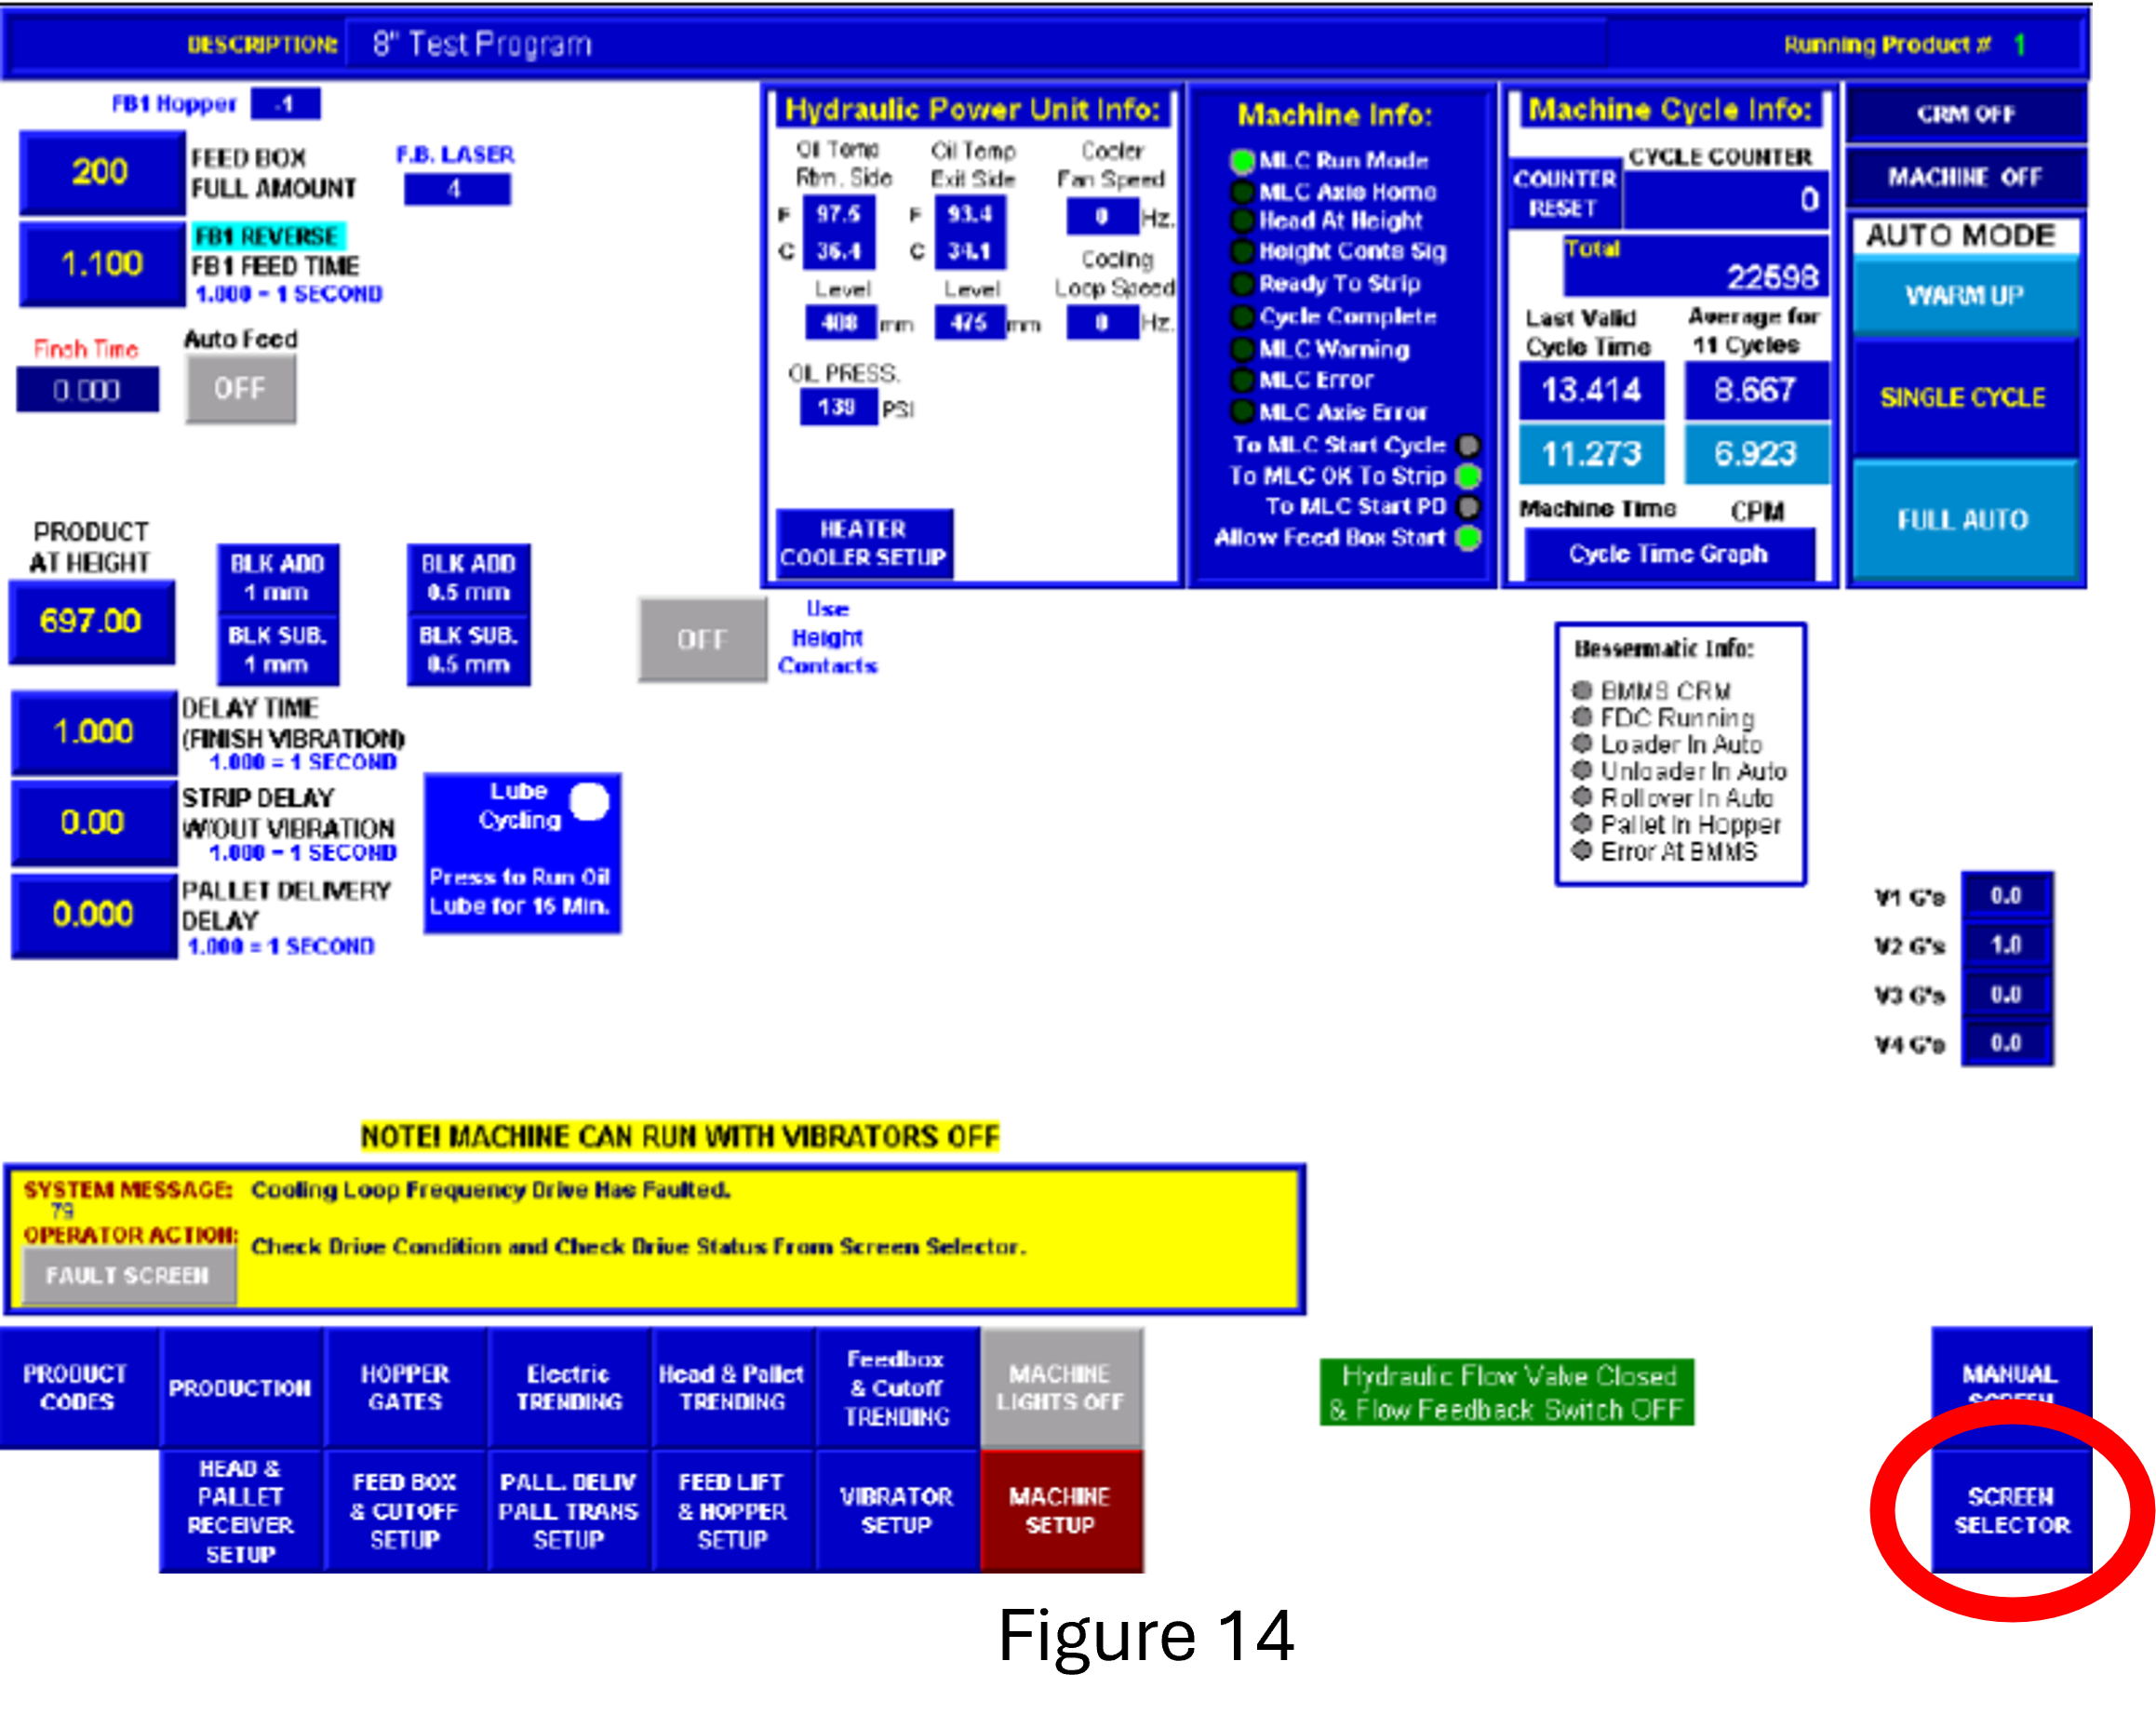 DESCRIPTION: 8" Test Program Running Product # 1
FB1 Hopper -1
200 FEED BOX
FULL AMOUNT
F.B. LASER
4
1.100 FB1 REVERSE
FB1 FEED TIME
1.000 = 1 SECOND
Finsh Time
0.000
Auto Feed
OFF
Hydraulic Power Unit Info:
Oil Temp
Rtrn. Side
Oil Temp
Exit Side
Cooler
Fan Speed
F 97.5
F 93.4
0 Hz.
C 36.4
C 34.1
Cooling
Loop Speed
Level
408 mm
Level
475 mm
0 Hz.
OIL PRESS.
139 PSI
HEATER
COOLER SETUP
Machine Info:
MLC Run Mode
MLC Axis Home
Head At Height
Height Conts Sig
Ready To Strip
Cycle Complete
MLC Warning
MLC Error
MLC Axis Error
To MLC Start Cycle
To MLC OK To Strip
To MLC Start PD
Allow Feed Box Start
Machine Cycle Info:
COUNTER
RESET
CYCLE COUNTER
0
Total
22598
Last Valid
Cycle Time
Average for
11 Cycles
13.414 8.667
11.273 6.923
Machine Time CPM
Cycle Time Graph
CRM OFF
MACHINE OFF
AUTO MODE
WARM UP
SINGLE CYCLE
FULL AUTO
PRODUCT
AT HEIGHT
697.00
BLK ADD
1 mm
BLK SUB.
1 mm
BLK ADD
0.5 mm
BLK SUB.
0.5 mm
OFF
Use
Height
Contacts
1.000 DELAY TIME
(FINISH VIBRATION)
1.000 = 1 SECOND
0.00 STRIP DELAY
W/OUT VIBRATION
1.000 = 1 SECOND
0.000 PALLET DELIVERY
DELAY
1.000 = 1 SECOND
Lube
Cycling
Press to Run Oil
Lube for 15 Min.
Bessermatic Info:
BMMS CRM
FDC Running
Loader In Auto
Unloader In Auto
Rollover In Auto
Pallet In Hopper
Error At BMMS
V1 G's 0.0
V2 G's 1.0
V3 G's 0.0
V4 G's 0.0
NOTE! MACHINE CAN RUN WITH VIBRATORS OFF
SYSTEM MESSAGE: Cooling Loop Frequency Drive Has Faulted.
79
OPERATOR ACTION: Check Drive Condition and Check Drive Status From Screen Selector.
FAULT SCREEN
PRODUCT
CODES
PRODUCTION
HOPPER
GATES
Electric
TRENDING
Head & Pallet
TRENDING
Feedbox
& Cutoff
TRENDING
MACHINE
LIGHTS OFF
Hydraulic Flow Valve Closed
& Flow Feedback Switch OFF
MANUAL
SCREEN
HEAD &
PALLET
RECEIVER
SETUP
FEED BOX
& CUTOFF
SETUP
PALL. DELIV
PALL TRANS
SETUP
FEED LIFT
& HOPPER
SETUP
VIBRATOR
SETUP
MACHINE
SETUP
SCREEN
SELECTOR
Figure 14